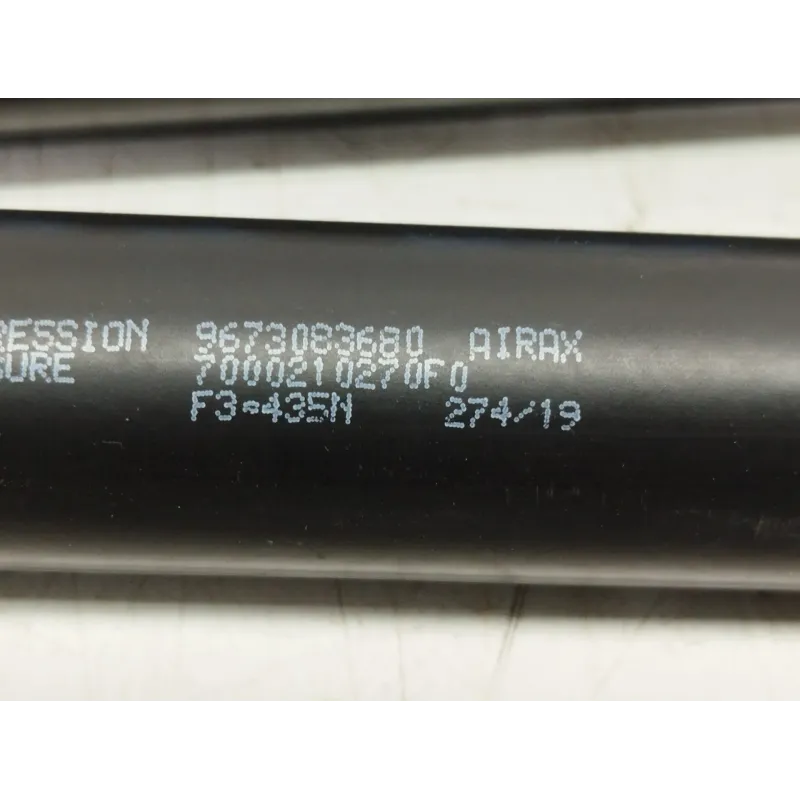 RESSION 9673083680 AIRAX
SURE 7000210270F0
F3=435N 274/19